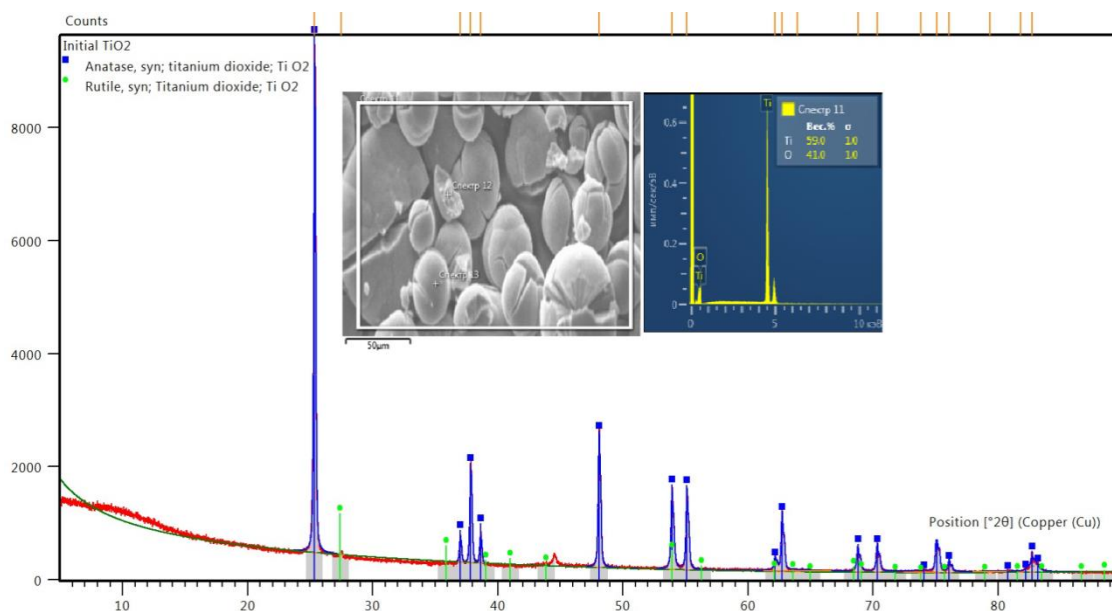 Counts
Initial TiO2
Anatase, syn; titanium dioxide; Ti O2
Rutile, syn; Titanium dioxide; Ti O2
8000
6000
4000
2000
0
Спектр 12
Спектр 13
50µm
Ti
Спектр 11
Вес.% σ
Ti 59.0 1.0
O 41.0 1.0
0.6
0.4
0.2
0
O
Ti
0 5 10 кэВ
Position [°2θ] (Copper (Cu))
10 20 30 40 50 60 70 80